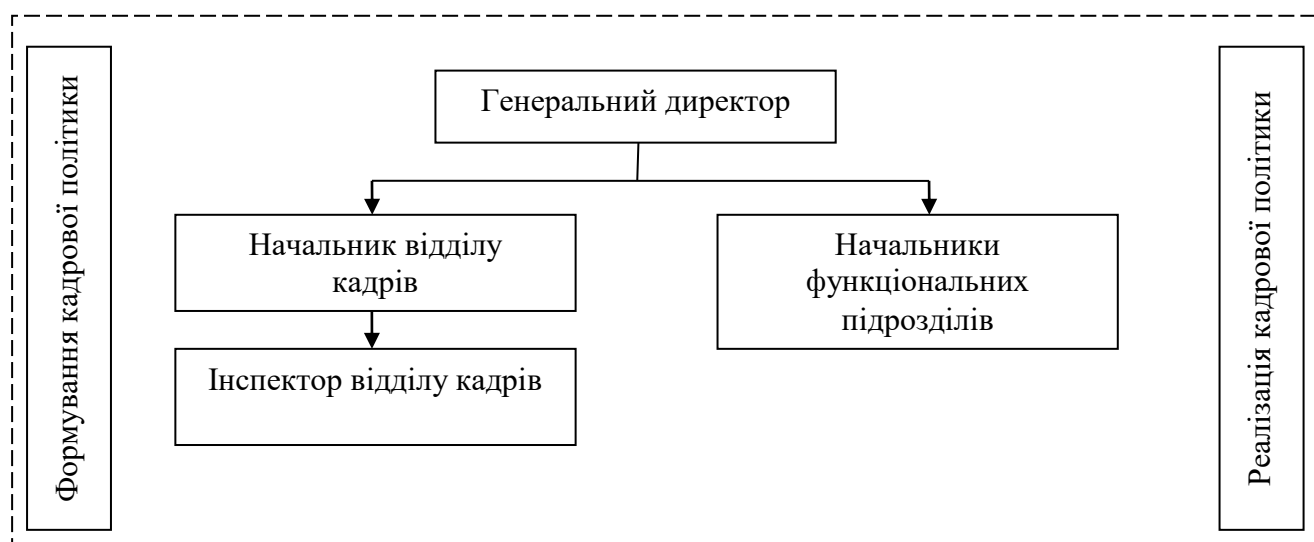 Формування кадрової політики
Генеральний директор
Начальник відділу
кадрів
Начальники
функціональних
підрозділів
Інспектор відділу кадрів
Реалізація кадрової політики